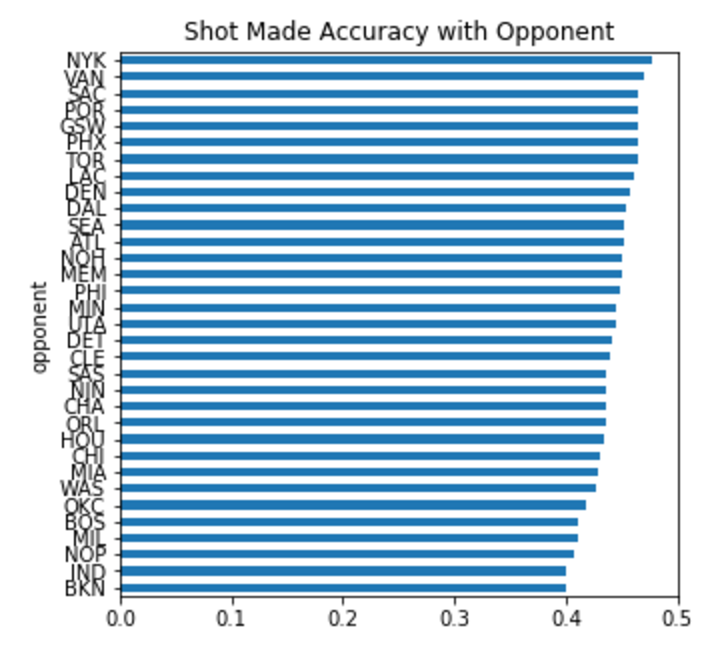 Shot Made Accuracy with Opponent
NYK
VAN
SAC
POR
GSW
PHX
TOR
LAC
DEN
DAL
SEA
ATL
NOH
MEM
PHI
MIN
UTA
DET
CLE
SAS
NJN
CHA
ORL
HOU
CHI
MIA
WAS
OKC
BOS
MIL
NOP
IND
BKN
opponent
0.0 0.1 0.2 0.3 0.4 0.5